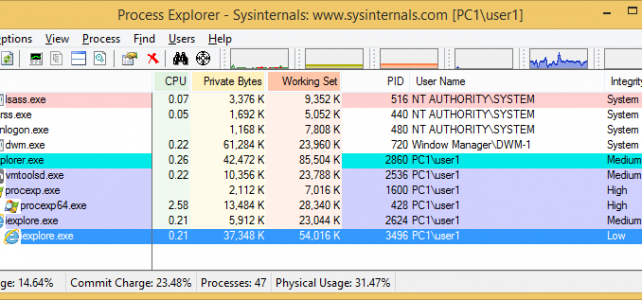 Process Explorer - Sysinternals: www.sysinternals.com [PC1\user1]
ptions View Process Find Users Help
CPU Private Bytes Working Set PID User Name Integrity
lsass.exe 0.07 3,376 K 9,352 K 516 NT AUTHORITY\SYSTEM System
rss.exe 0.05 1,692 K 5,052 K 440 NT AUTHORITY\SYSTEM System
nlogon.exe 1,168 K 7,808 K 480 NT AUTHORITY\SYSTEM System
dwm.exe 0.22 61,284 K 23,960 K 720 Window Manager\DWM-1 System
plorer.exe 0.26 42,472 K 85,504 K 2860 PC1\user1 Medium
vmtoolsd.exe 0.22 10,356 K 23,788 K 2536 PC1\user1 Medium
procexp.exe 2,112 K 7,016 K 1600 PC1\user1 High
procexp64.exe 2.58 13,484 K 28,340 K 428 PC1\user1 High
iexplore.exe 0.21 5,912 K 23,044 K 2624 PC1\user1 Medium
iexplore.exe 0.21 37,348 K 54,016 K 3496 PC1\user1 Low
ge: 14.64% Commit Charge: 23.48% Processes: 47 Physical Usage: 31.47%